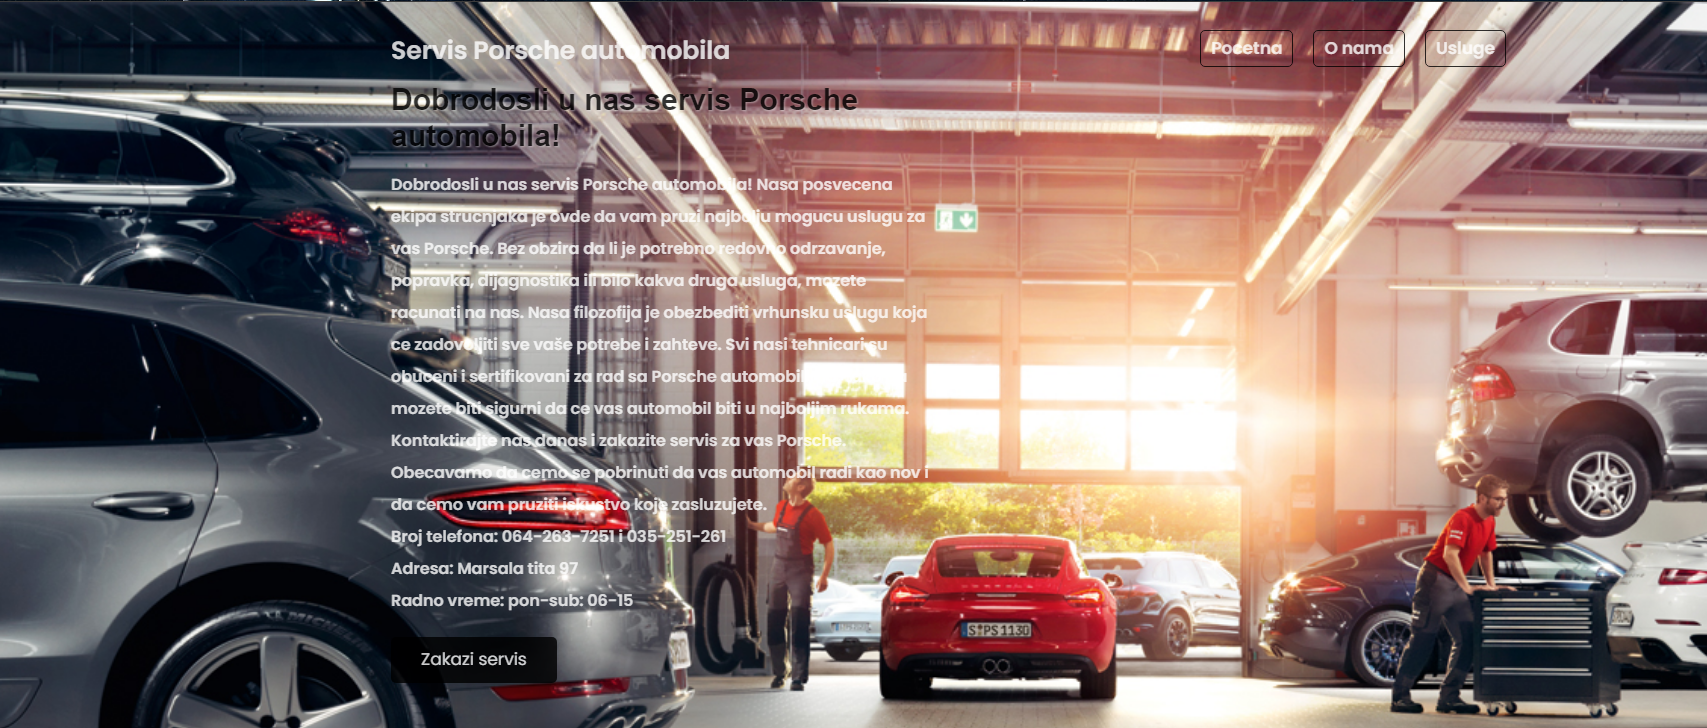 Servis Porsche automobila
Pocetna
O nama
Usluge
Dobrodosli u nas servis Porsche
automobila!
Dobrodosli u nas servis Porsche automobila! Nasa posvecena
ekipa strucnjaka je ovde da vam pruzi najbolju mogucu uslugu za
vas Porsche. Bez obzira da li je potrebno redovno odrzavanje,
popravka, dijagnostika ili bilo kakva druga usluga, mozete
racunati na nas. Nasa filozofija je obezbediti vrhunsku uslugu koja
ce zadovoljiti sve vaše potrebe i zahteve. Svi nasi tehnicari su
obuceni i sertifikovani za rad sa Porsche
mozete biti sigurni da ce vas automobil biti u najboljim rukama.
Kontaktirajte nas danas i zakazite servis za vas Porsche.
Obecavamo da cemo se pobrinuti da vas automobil radi kao nov i
da cemo vam pruziti iskustvo koje zasluzujete.
Broj telefona: 064-263-7251 i 035-251-261
Adresa: Marsala tita 97
Radno vreme: pon-sub: 06-15
Zakazi servis
MICHELIN
S PS 1130